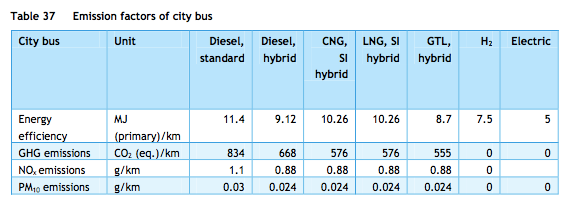 Table 37 Emission factors of city bus
City bus Unit Diesel, standard Diesel, hybrid CNG, SI hybrid LNG, SI hybrid GTL, hybrid H₂ Electric
Energy efficiency MJ (primary)/km 11.4 9.12 10.26 10.26 8.7 7.5 5
GHG emissions CO₂ (eq.)/km 834 668 576 576 555 0 0
NOₓ emissions g/km 1.1 0.88 0.88 0.88 0.88 0 0
PM₁₀ emissions g/km 0.03 0.024 0.024 0.024 0.024 0 0